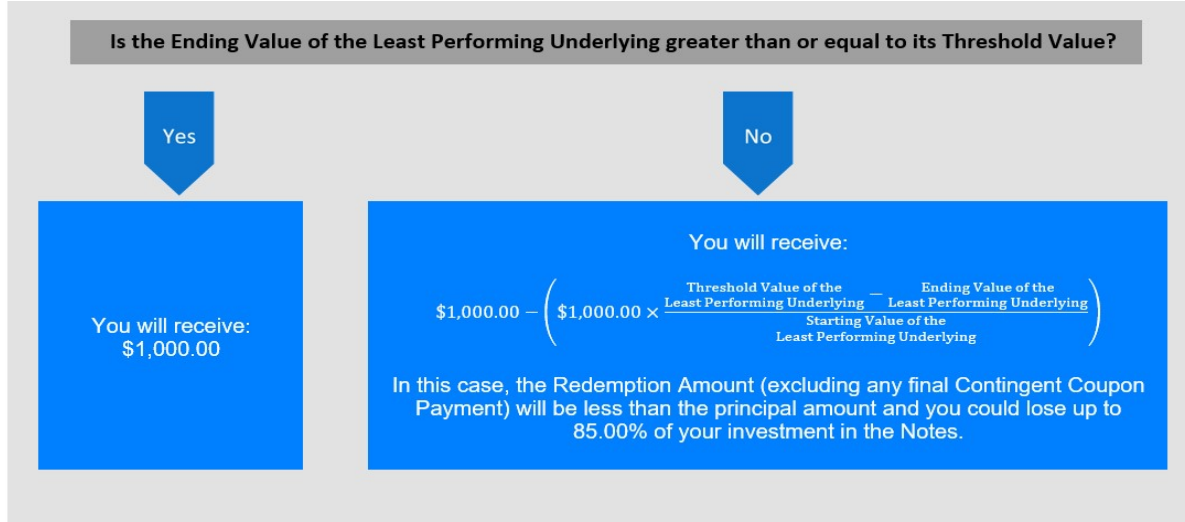 Is the Ending Value of the Least Performing Underlying greater than or equal to its Threshold Value?
Yes
No
You will receive:
$1,000.00
You will receive:
$1,000.00 − ($1,000.00 × (Threshold Value of the Least Performing Underlying − Ending Value of the Least Performing Underlying) / Starting Value of the Least Performing Underlying)
In this case, the Redemption Amount (excluding any final Contingent Coupon
Payment) will be less than the principal amount and you could lose up to
85.00% of your investment in the Notes.